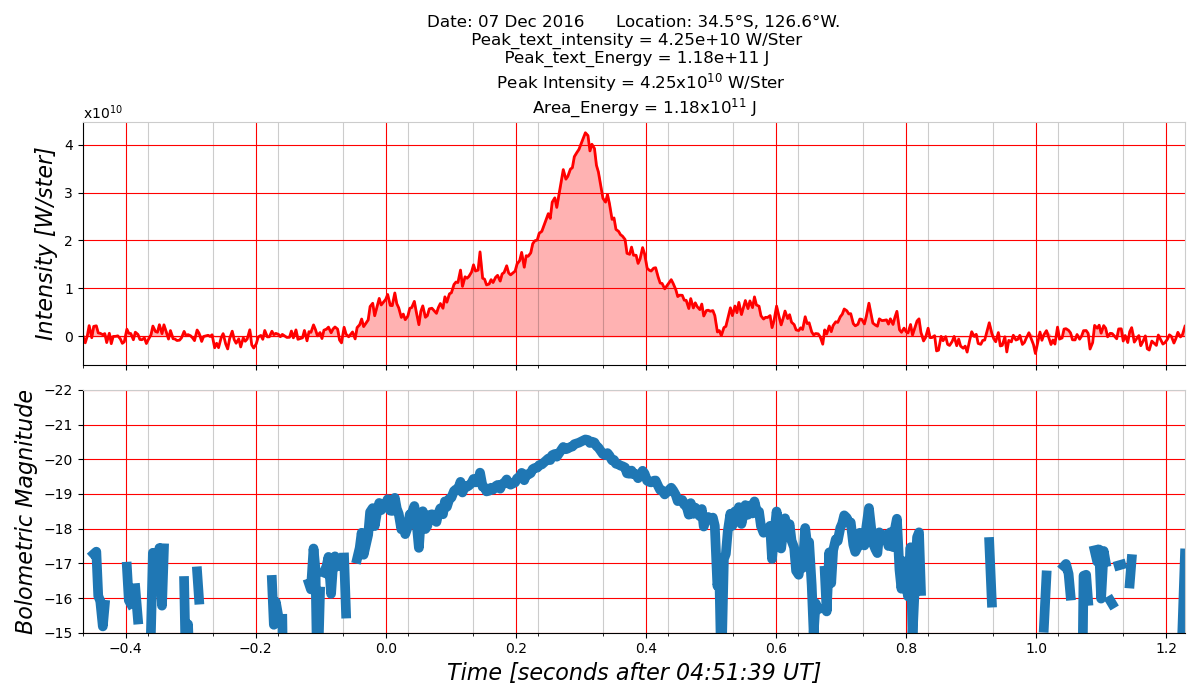 Date: 07 Dec 2016      Location: 34.5°S, 126.6°W.
Peak_text_intensity = 4.25e+10 W/Ster
Peak_text_Energy = 1.18e+11 J
Peak Intensity = 4.25x10¹⁰ W/Ster
Area_Energy = 1.18x10¹¹ J
x10¹⁰
4
3
2
1
0
Intensity [W/ster]
−22
−21
−20
−19
−18
−17
−16
−15
Bolometric Magnitude
−0.4 −0.2 0.0 0.2 0.4 0.6 0.8 1.0 1.2
Time [seconds after 04:51:39 UT]